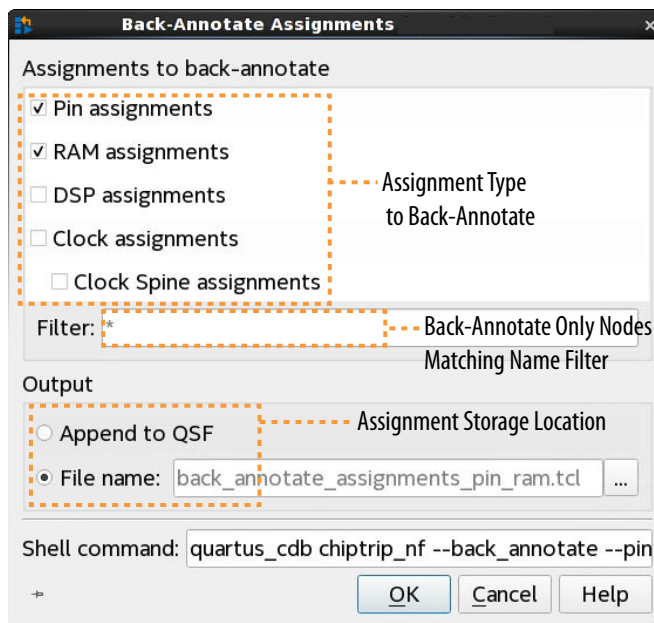 Back-Annotate Assignments
Assignments to back-annotate
Pin assignments
RAM assignments
DSP assignments
Clock assignments
Clock Spine assignments
Assignment Type
to Back-Annotate
Filter: *
Back-Annotate Only Nodes
Matching Name Filter
Output
Append to QSF
Assignment Storage Location
File name: back_annotate_assignments_pin_ram.tcl ...
Shell command: quartus_cdb chiptrip_nf --back_annotate --pin
OK Cancel Help